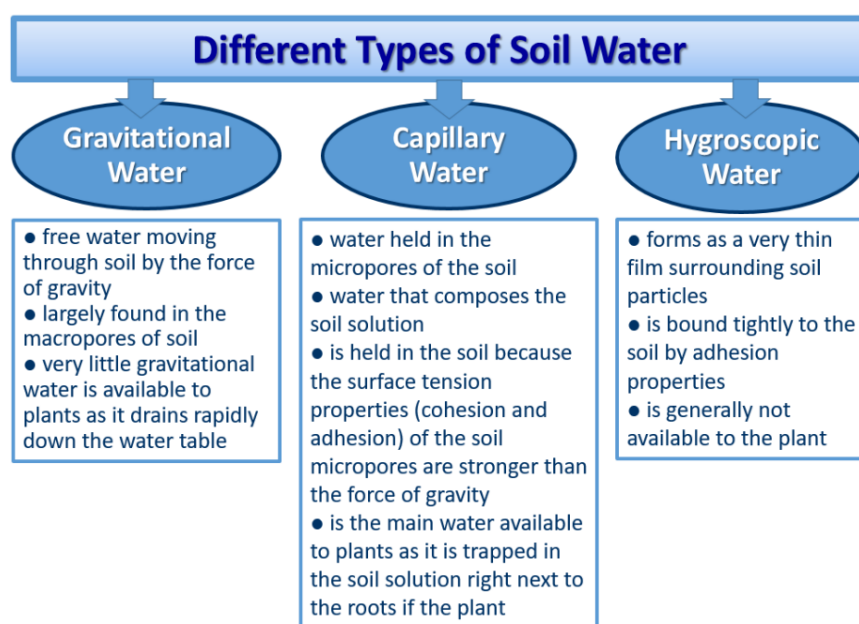 Different Types of Soil Water
Gravitational
Water
● free water moving
through soil by the force
of gravity
● largely found in the
macropores of soil
● very little gravitational
water is available to
plants as it drains rapidly
down the water table
Capillary
Water
● water held in the
micropores of the soil
● water that composes the
soil solution
● is held in the soil because
the surface tension
properties (cohesion and
adhesion) of the soil
micropores are stronger than
the force of gravity
● is the main water available
to plants as it is trapped in
the soil solution right next to
the roots if the plant
Hygroscopic
Water
● forms as a very thin
film surrounding soil
particles
● is bound tightly to the
soil by adhesion
properties
● is generally not
available to the plant